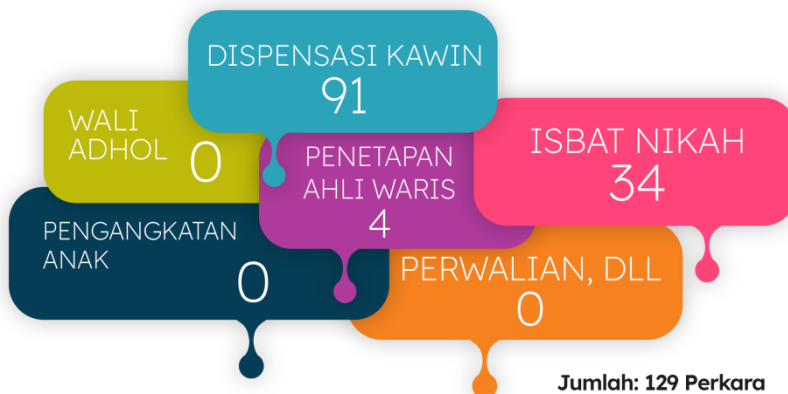 DISPENSASI KAWIN
91
WALI
ADHOL 0
PENETAPAN
AHLI WARIS
4
ISBAT NIKAH
34
PENGANGKATAN
ANAK
0
PERWALIAN, DLL
0
Jumlah: 129 Perkara